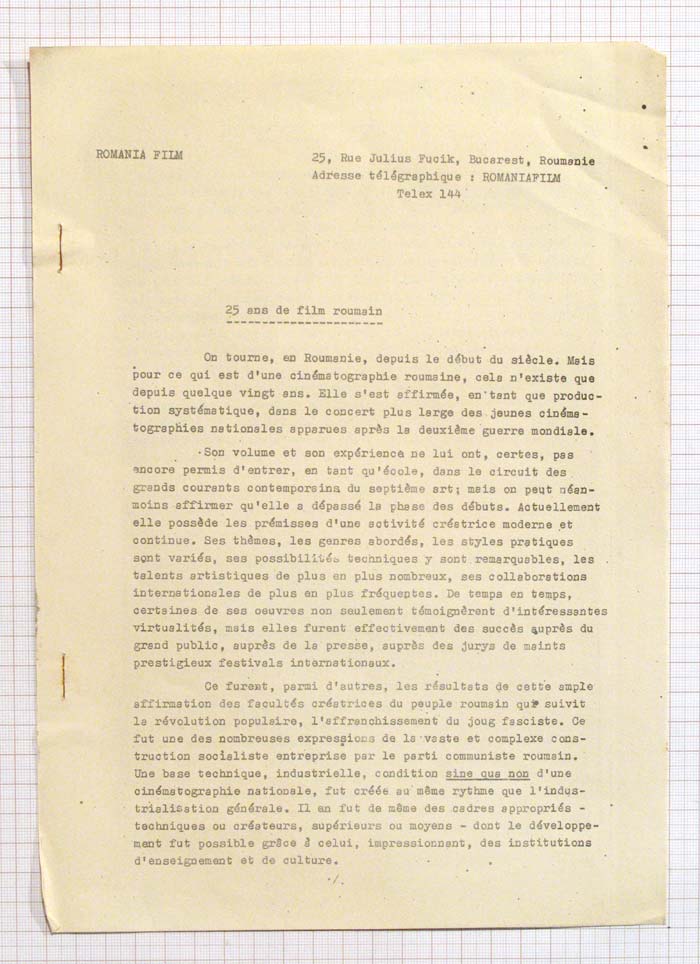 ROMANIA FILM
25, Rue Julius Fucik, Bucarest, Roumanie
Adresse télégraphique : ROMANIAFILM
Telex 144
25 ans de film roumain
On tourne, en Roumanie, depuis le début du siècle. Mais
pour ce qui est d'une cinématographie roumaine, cela n'existe que
depuis quelque vingt ans. Elle s'est affirmée, en tant que produc-
tion systématique, dans le concert plus large des jeunes cinéma-
tographies nationales apparues après la deuxième guerre mondiale.
Son volume et son expérience ne lui ont, certes, pas
encore permis d'entrer, en tant qu'école, dans le circuit des
grands courants contemporains du septième art; mais on peut néan-
moins affirmer qu'elle a dépassé la phase des débuts. Actuellement
elle possède les prémisses d'une activité créatrice moderne et
continue. Ses thèmes, les genres abordés, les styles pratiques
sont variés, ses possibilités techniques y sont remarquables, les
talents artistiques de plus en plus nombreux, ses collaborations
internationales de plus en plus fréquentes. De temps en temps,
certaines de ses oeuvres non seulement témoignèrent d'intéressantes
virtualités, mais elles furent effectivement des succès auprès du
grand public, auprès de la presse, auprès des jurys de maints
prestigieux festivals internationaux.
Ce furent, parmi d'autres, les résultats de cette ample
affirmation des facultés créatrices du peuple roumain qui suivit
la révolution populaire, l'affranchissement du joug fasciste. Ce
fut une des nombreuses expressions de la vaste et complexe cons-
truction socialiste entreprise par le parti communiste roumain.
Une base technique, industrielle, condition sine qua non d'une
cinématographie nationale, fut créée au même rythme que l'indus-
trialisation générale. Il en fut de même des cadres appropriés -
techniques ou créateurs, supérieurs ou moyens - dont le développe-
ment fut possible grâce à celui, impressionnant, des institutions
d'enseignement et de culture.
./.